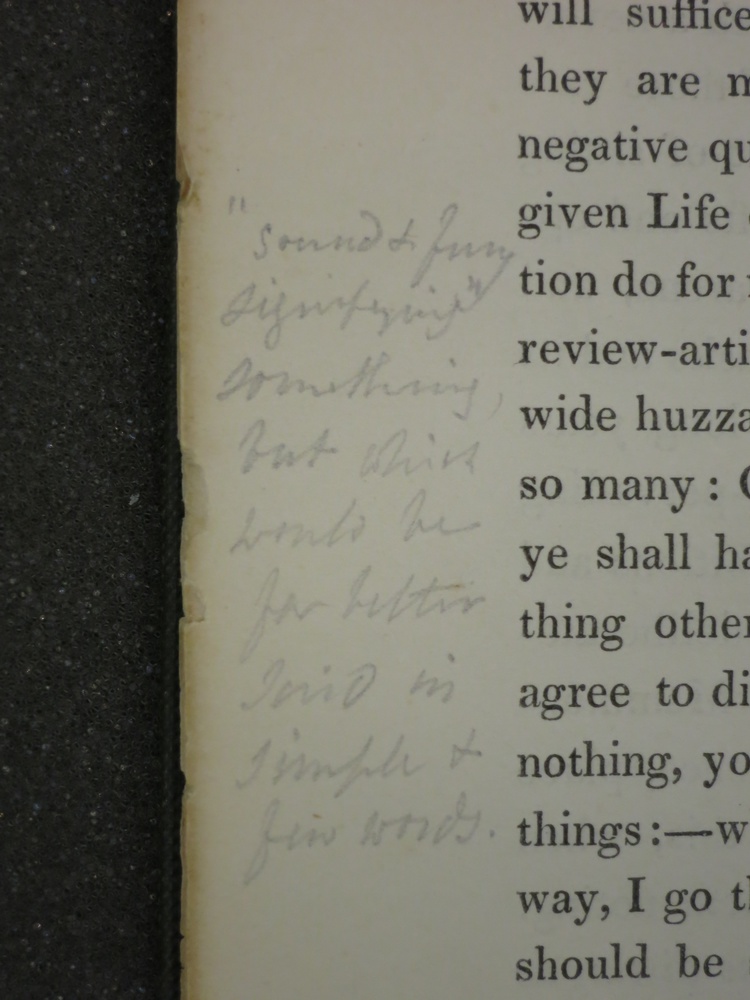 "sound & fury
signifying"
something,
but which
would be
far better
said in
simple &
few words.
will suffice
they are m
negative qu
given Life
tion do for
review-arti
wide huzza
so many :
ye shall ha
thing other
agree to di
nothing, yo
things:—w
way, I go th
should be